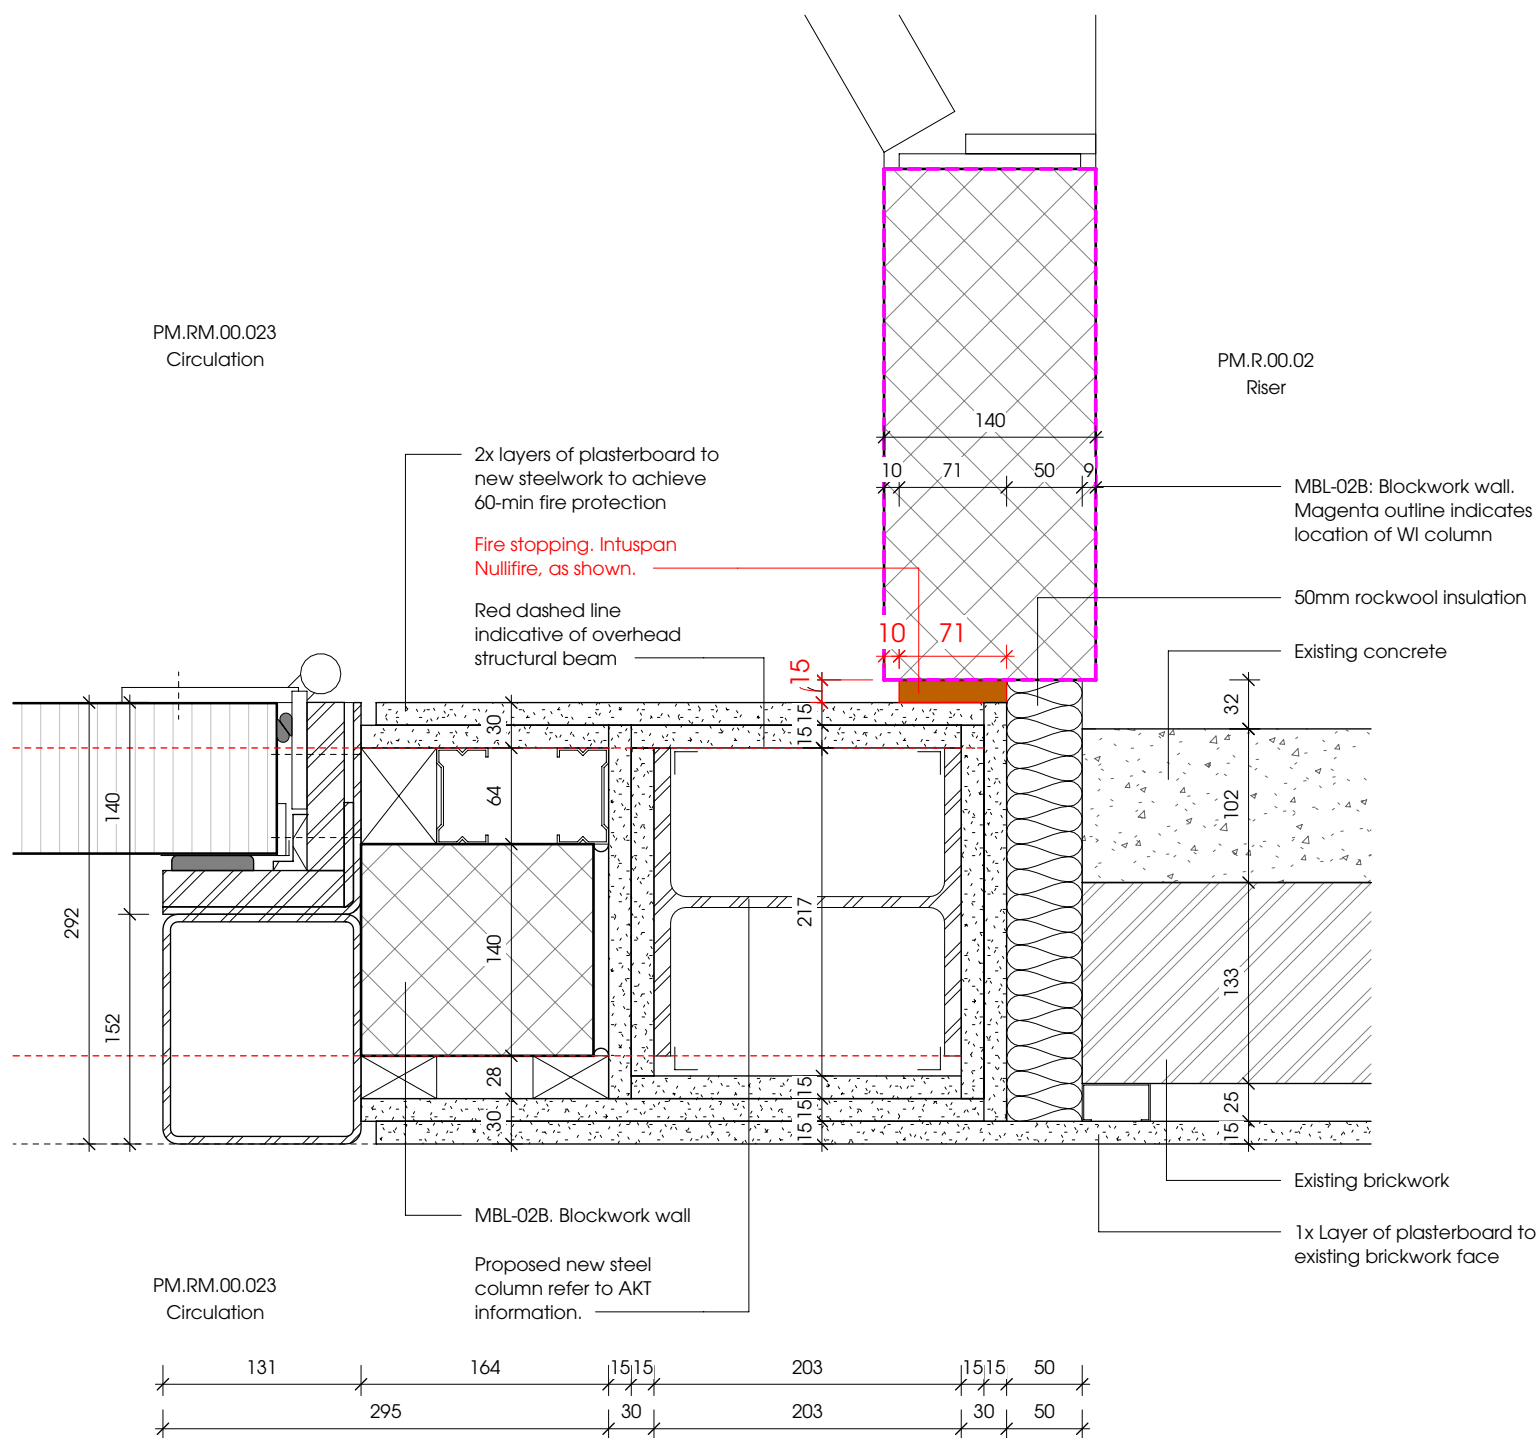 PM.RM.00.023
Circulation
PM.R.00.02
Riser
2x layers of plasterboard to
new steelwork to achieve
60-min fire protection
Fire stopping. Intuspan
Nullifire, as shown.
Red dashed line
indicative of overhead
structural beam
140
10 71 50 9
MBL-02B: Blockwork wall.
Magenta outline indicates
location of WI column
50mm rockwool insulation
Existing concrete
10 71
15
32
30
15 15
64
140
102
292
217
140
133
152
28
30
15 15
15 15
25
15
Existing brickwork
1x Layer of plasterboard to
existing brickwork face
MBL-02B. Blockwork wall
Proposed new steel
column refer to AKT
information.
PM.RM.00.023
Circulation
131 164 15 15 203 15 15 50
295 30 203 30 50